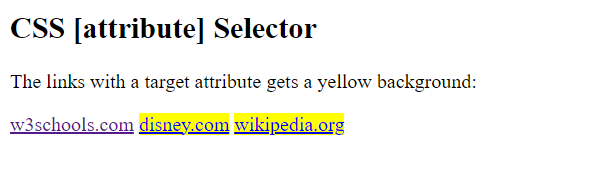 CSS [attribute] Selector
The links with a target attribute gets a yellow background:
w3schools.com disney.com wikipedia.org